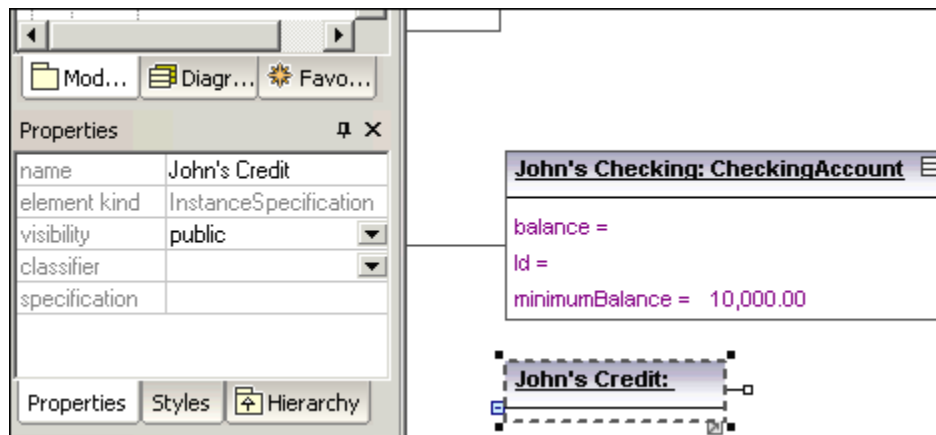 Mod... Diagr... Favo...
Properties
name John's Credit
element kind InstanceSpecification
visibility public
classifier
specification
Properties Styles Hierarchy
John's Checking: CheckingAccount
balance =
Id =
minimumBalance = 10,000.00
John's Credit: